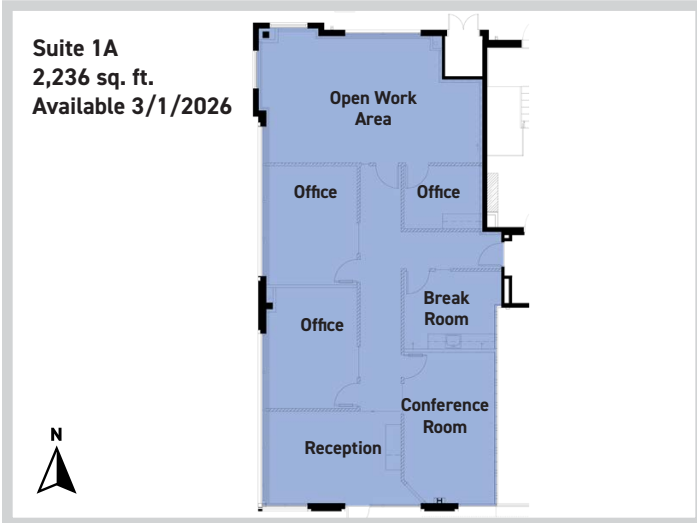 Suite 1A
2,236 sq. ft.
Available 3/1/2026
Open Work
Area
Office
Office
Break
Room
Office
Conference
Room
Reception
H
N